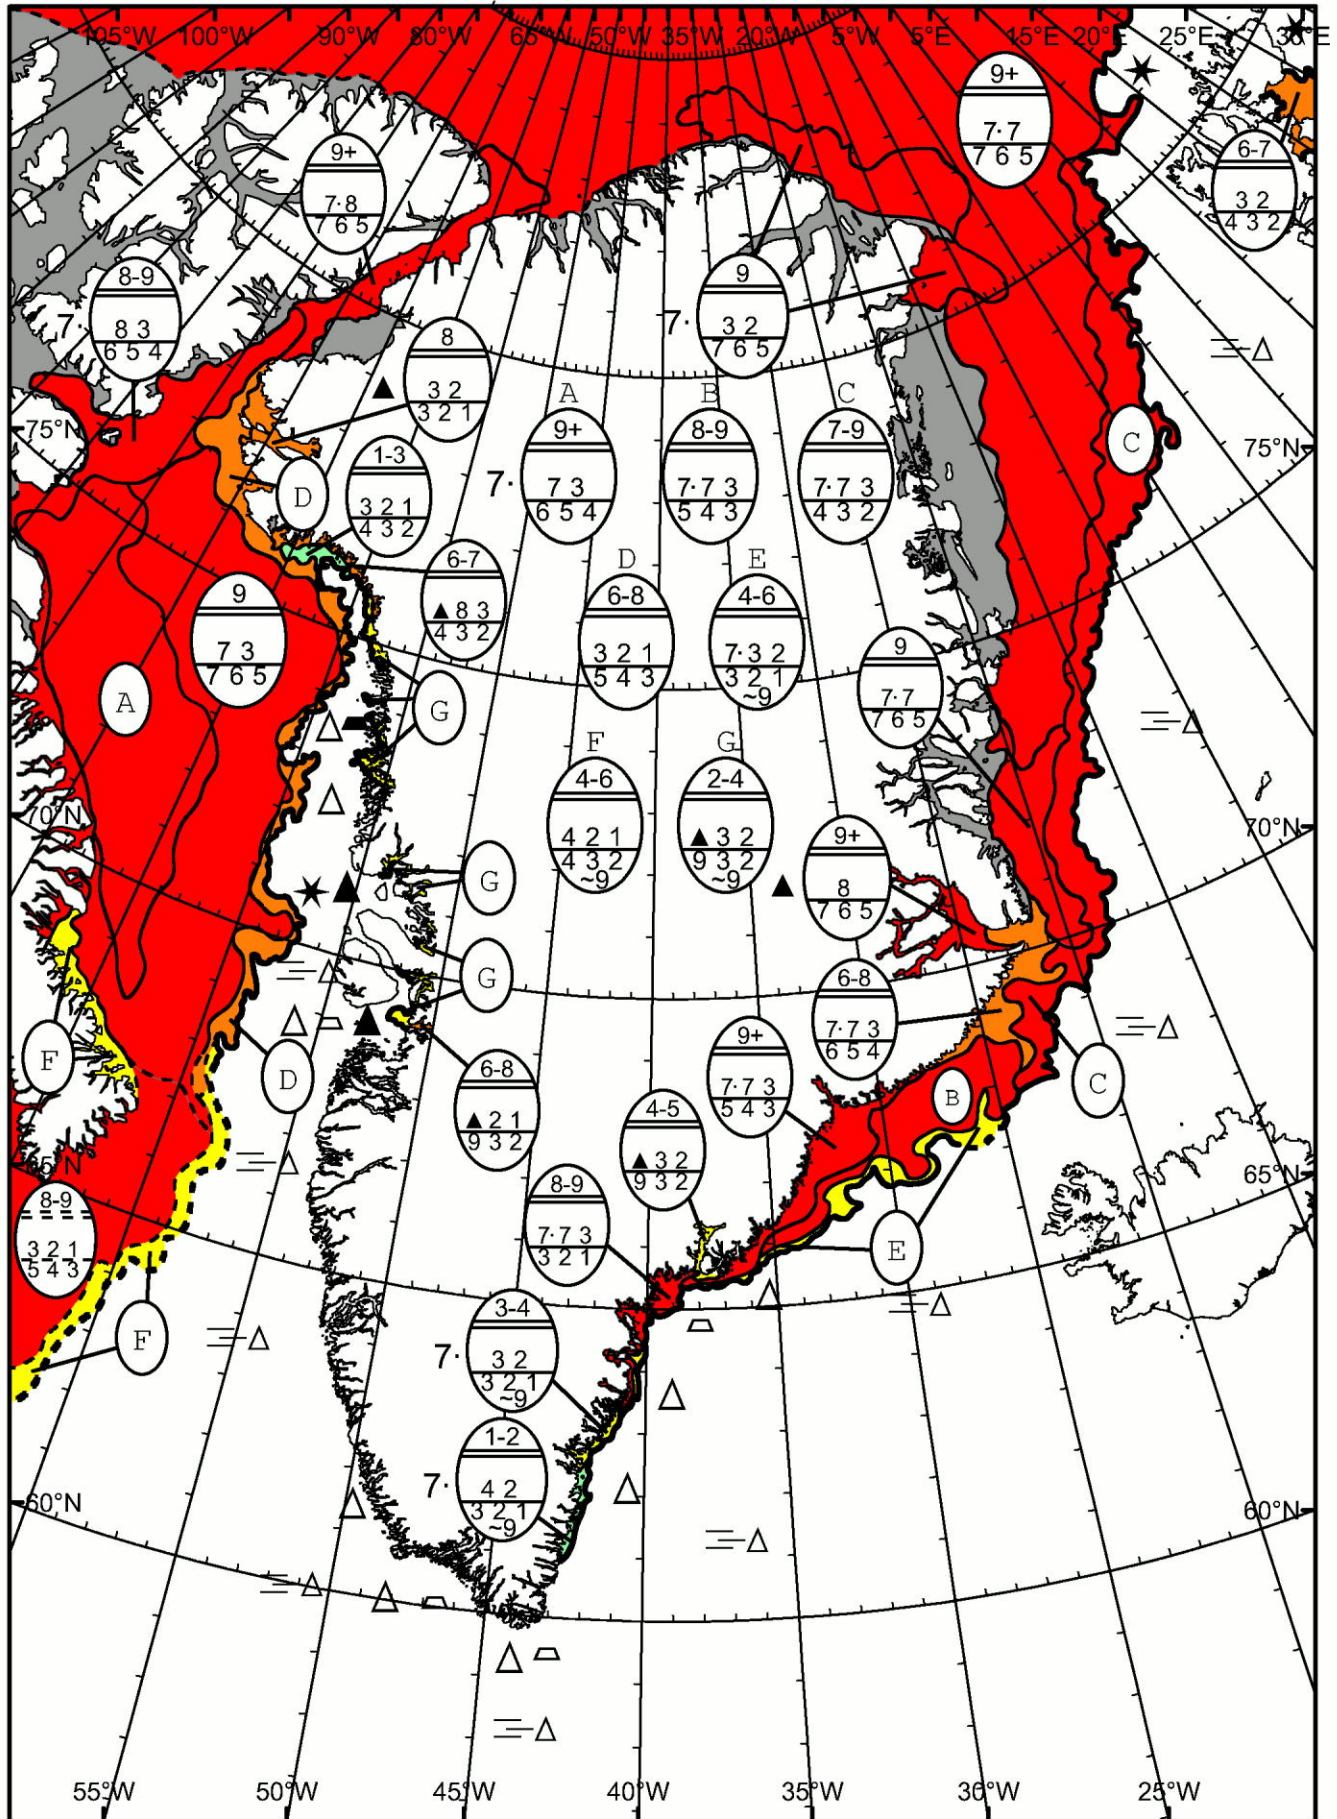 105°W 100°W 90°W 80°W 65°W 50°W 35°W 20°W 5°W 5°E 15°E 20°E 25°E 30°E
9+
7·7
7 6 5
6-7
3 2
4 3 2
9+
7·8
7 6 5
8-9
7· 8 3
6 5 4
9
7· 3 2
7 6 5
8
▲ 3 2
3 2 1
75°N
75°N
C
A
9+
7· 7 3
6 5 4
B
8-9
7·7 3
5 4 3
C
7-9
7·7 3
4 3 2
1-3
3 2 1
4 3 2
D
6-7
▲ 8 3
4 3 2
D
6-8
3 2 1
5 4 3
E
4-6
7·3 2
3 2 1
~9
9
7 3
7 6 5
9
7·7
7 6 5
A
G
F
4-6
4 2 1
4 3 2
~9
G
2-4
▲ 3 2
9 3 2
~9
70°N
70°N
9+
▲ 8
7 6 5
G
G
6-8
7·7 3
6 5 4
F
D
9+
7·7 3
5 4 3
B
C
6-8
▲ 2 1
9 3 2
4-5
▲ 3 2
9 3 2
65°N
65°N
8-9
3 2 1
5 4 3
8-9
7·7 3
3 2 1
E
F
3-4
7· 3 2
3 2 1
~9
1-2
7· 4 2
3 2 1
~9
60°N
60°N
55°W 50°W 45°W 40°W 35°W 30°W 25°W